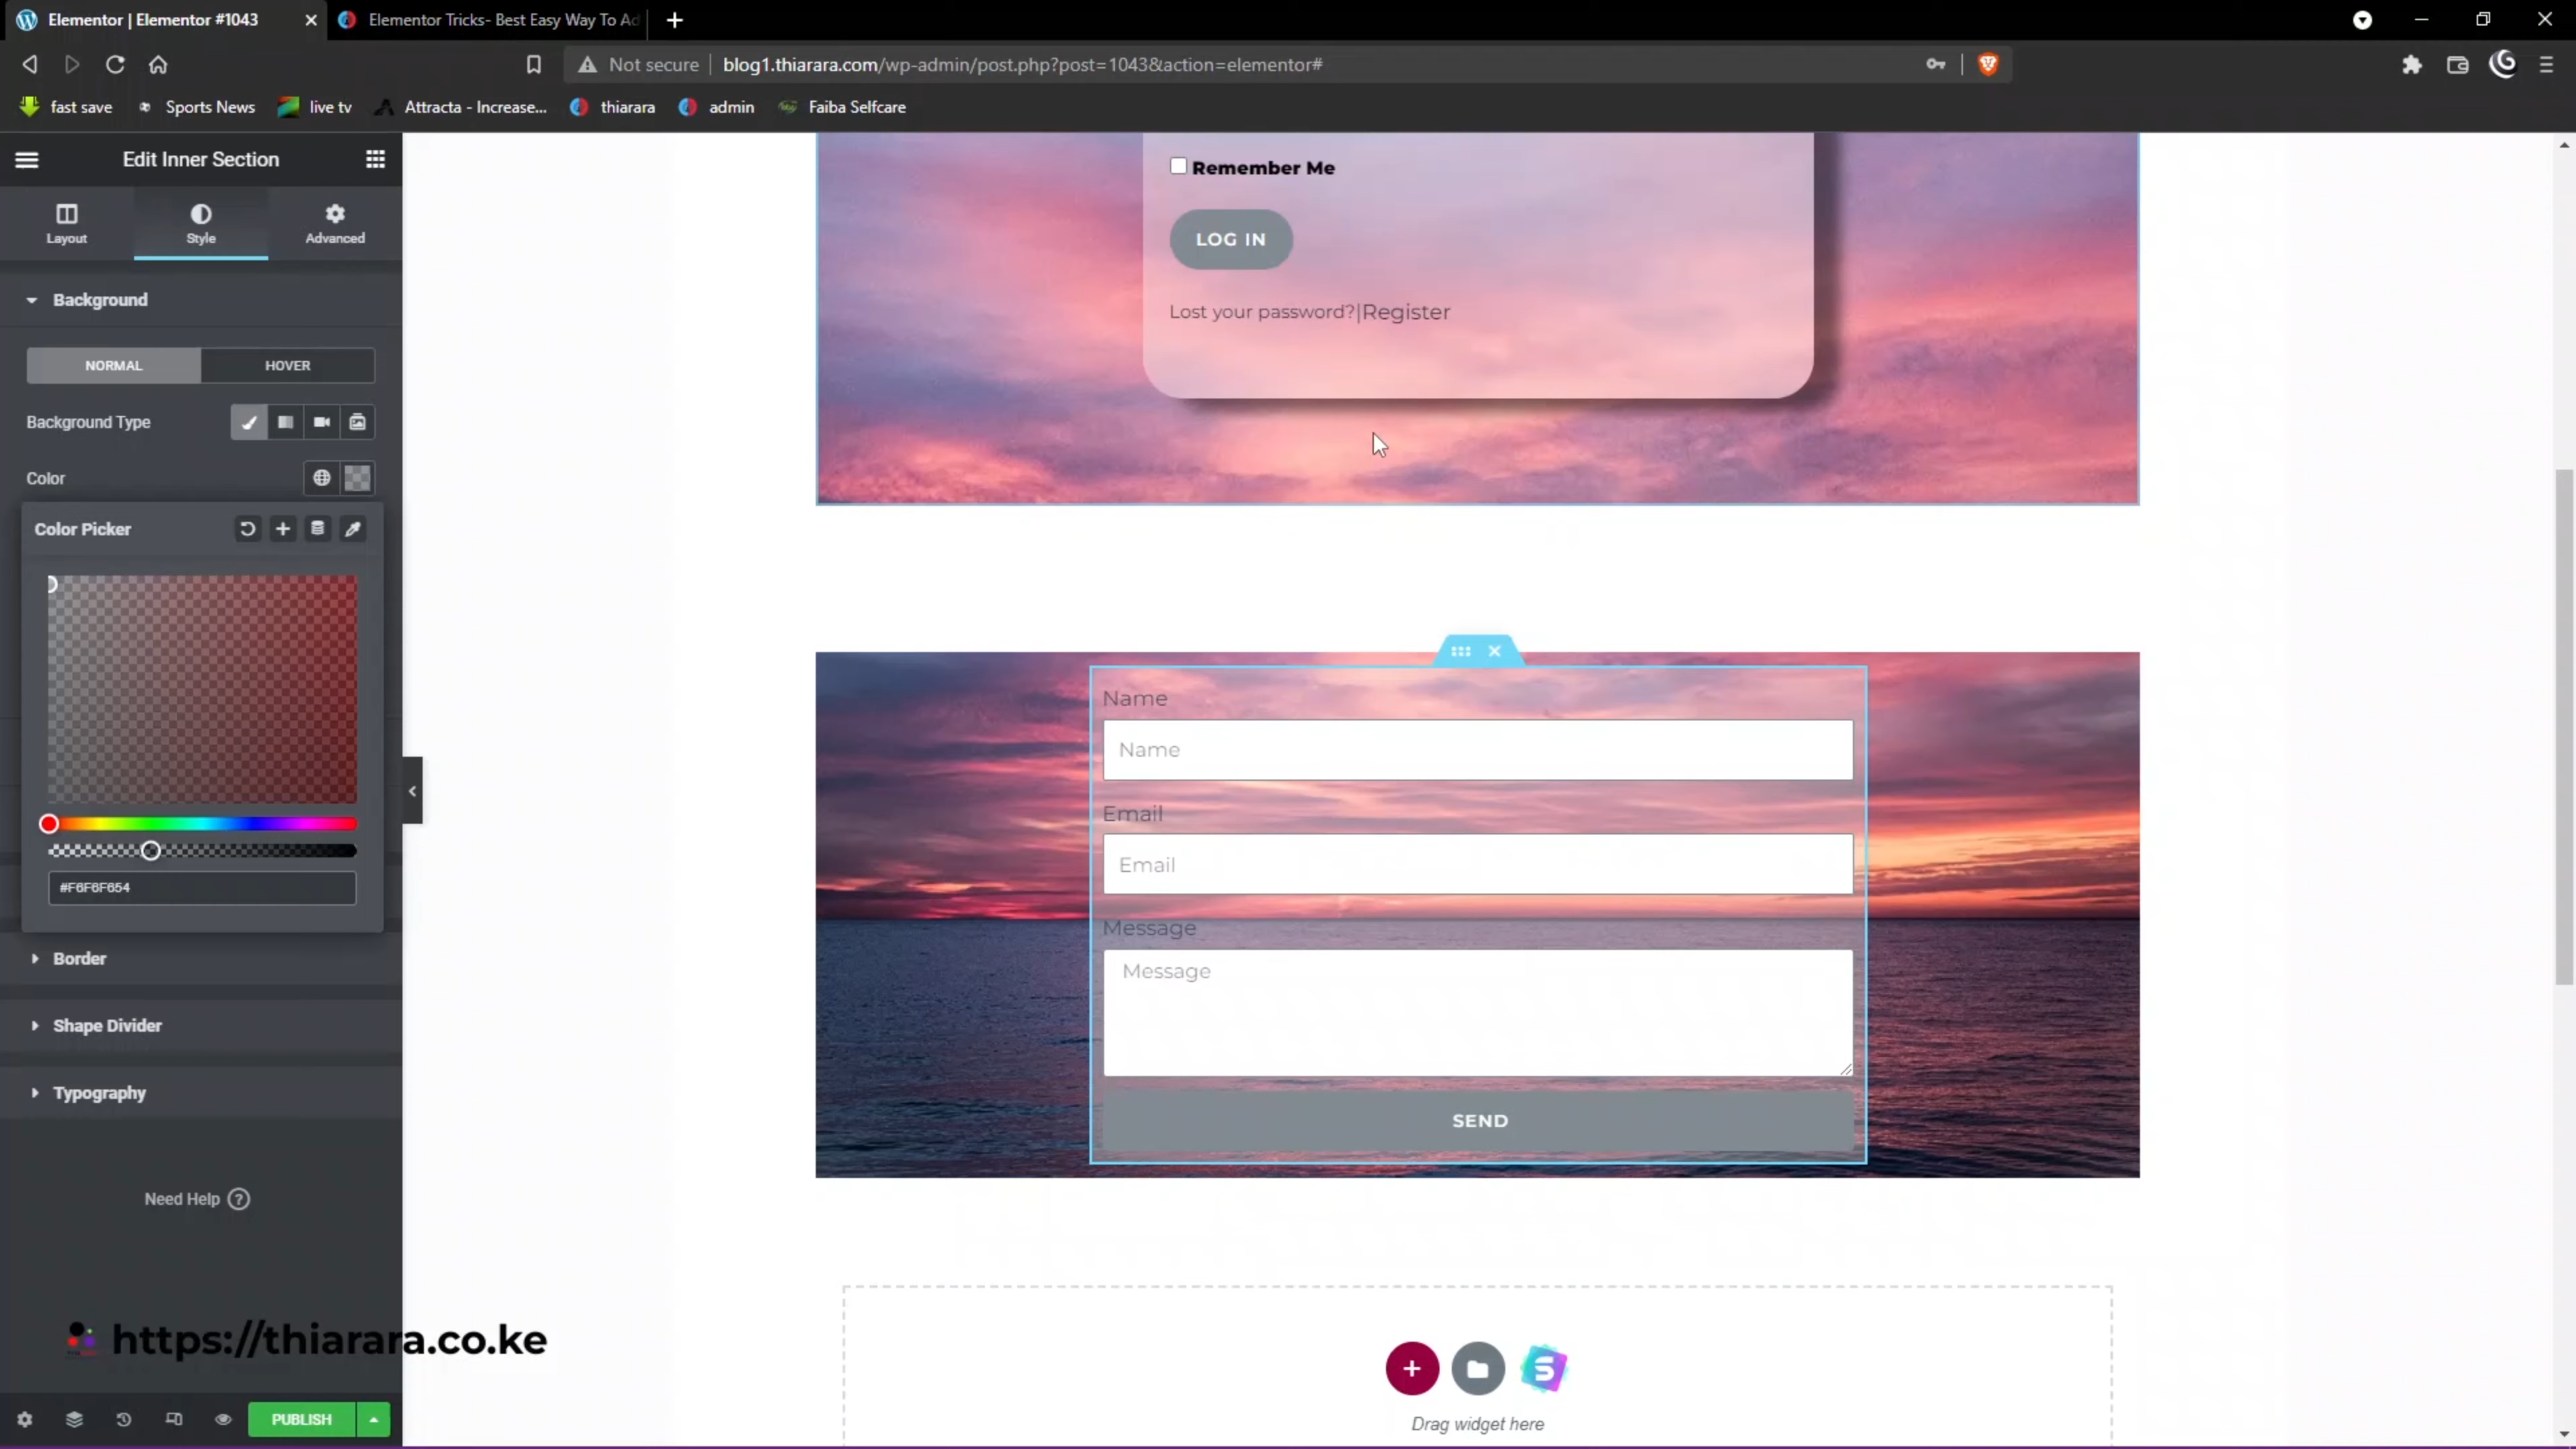 Elementor | Elementor #1043
Elementor Tricks- Best Easy Way To Ad
Not secure
blog1.thiarara.com/wp-admin/post.php?post=1043&action=elementor#
fast save
Sports News
live tv
Attracta - Increase...
thiarara
admin
Faiba Selfcare
Edit Inner Section
Layout
Style
Advanced
Background
NORMAL
HOVER
Background Type
Color
Color Picker
#F6F6F654
Border
Shape Divider
Typography
Need Help
https://thiarara.co.ke
PUBLISH
Remember Me
LOG IN
Lost your password?|Register
Name
Name
Email
Email
Message
Message
SEND
Drag widget here